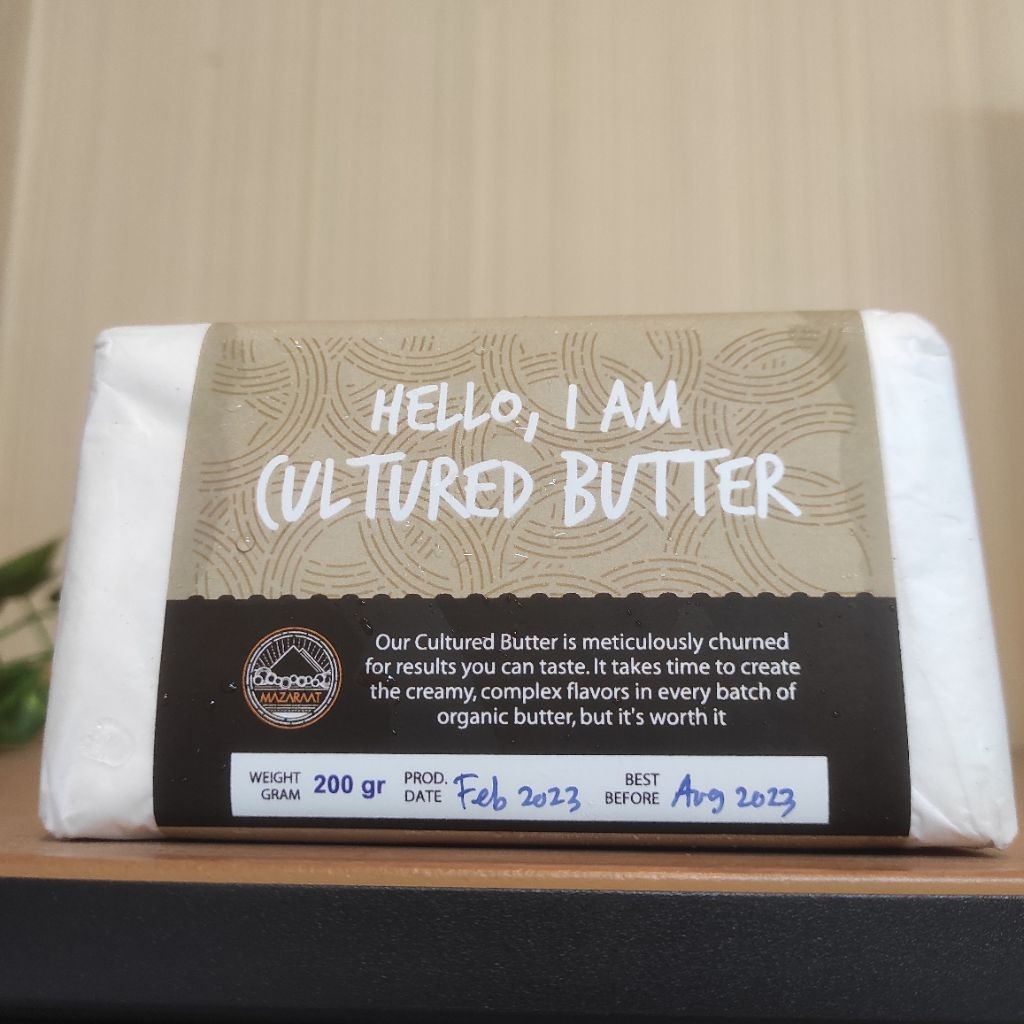 HELLO, I AM
CULTURED BUTTER
MAZARAAT
Our Cultured Butter is meticulously churned
for results you can taste. It takes time to create
the creamy, complex flavors in every batch of
organic butter, but it's worth it
WEIGHT GRAM 200 gr PROD. DATE Feb 2023 BEST BEFORE Aug 2023